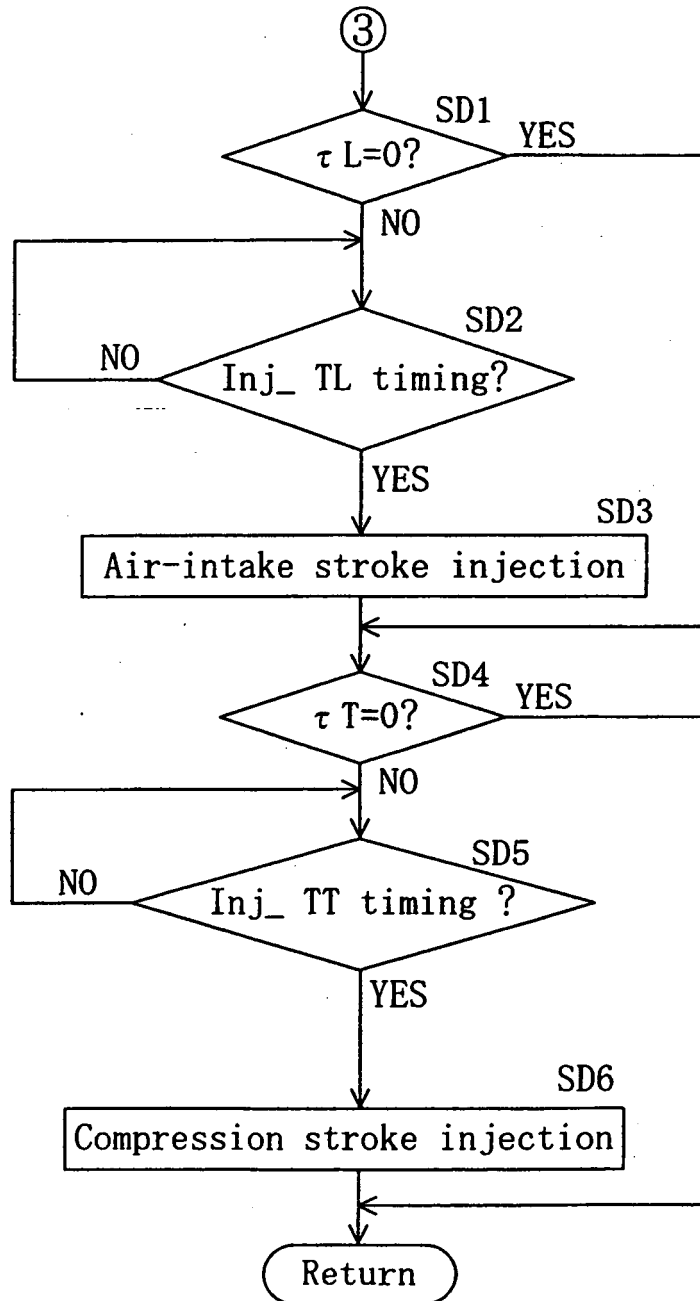 ③
SD1
τL=0?
YES
NO
SD2
NO
Inj_ TL timing?
YES
SD3
Air-intake stroke injection
SD4
τT=0?
YES
NO
SD5
NO
Inj_ TT timing ?
YES
SD6
Compression stroke injection
Return